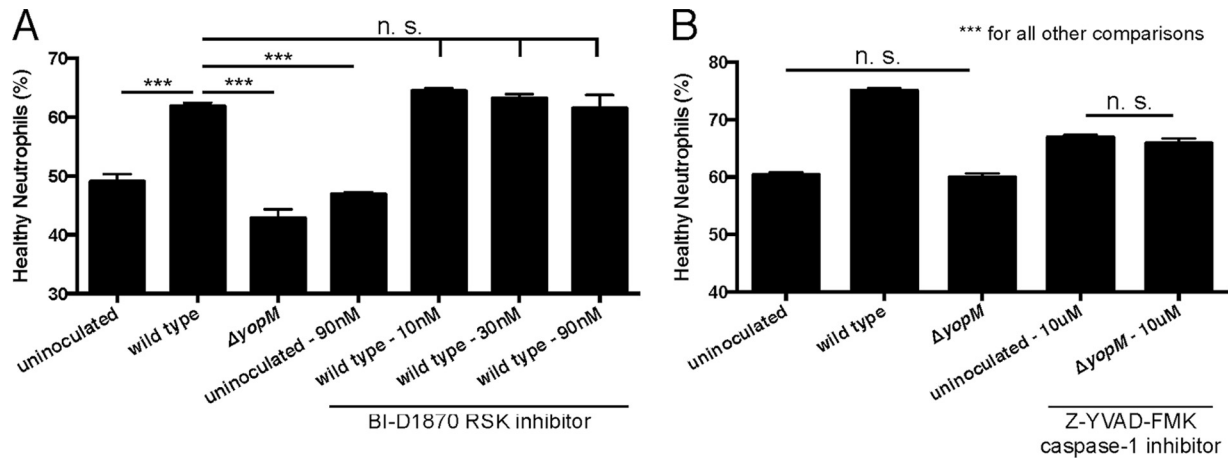 A
Healthy Neutrophils (%)
70
60
50
40
30
***
***
***
n. s.
uninoculated
wild type
ΔyopM
uninoculated - 90nM
wild type - 10nM
wild type - 30nM
wild type - 90nM
BI-D1870 RSK inhibitor
B
*** for all other comparisons
Healthy Neutrophils (%)
80
70
60
50
40
n. s.
n. s.
uninoculated
wild type
ΔyopM
uninoculated - 10uM
ΔyopM - 10uM
Z-YVAD-FMK
caspase-1 inhibitor